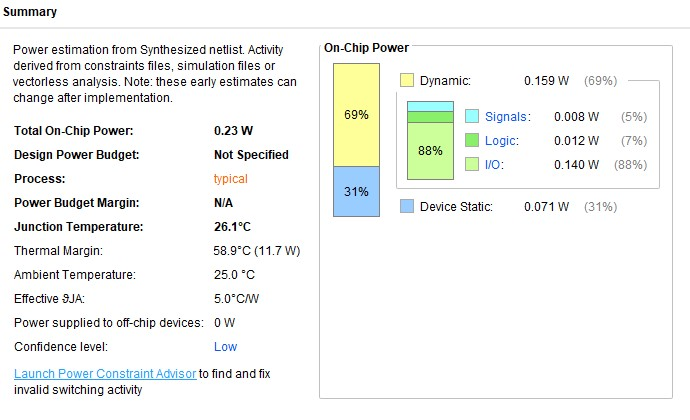 Summary
Power estimation from Synthesized netlist. Activity
derived from constraints files, simulation files or
vectorless analysis. Note: these early estimates can
change after implementation.
Total On-Chip Power: 0.23 W
Design Power Budget: Not Specified
Process: typical
Power Budget Margin: N/A
Junction Temperature: 26.1°C
Thermal Margin: 58.9°C (11.7 W)
Ambient Temperature: 25.0 °C
Effective ϑJA: 5.0°C/W
Power supplied to off-chip devices: 0 W
Confidence level: Low
Launch Power Constraint Advisor to find and fix
invalid switching activity
On-Chip Power
69%
31%
Dynamic: 0.159 W (69%)
88%
Signals: 0.008 W (5%)
Logic: 0.012 W (7%)
I/O: 0.140 W (88%)
Device Static: 0.071 W (31%)